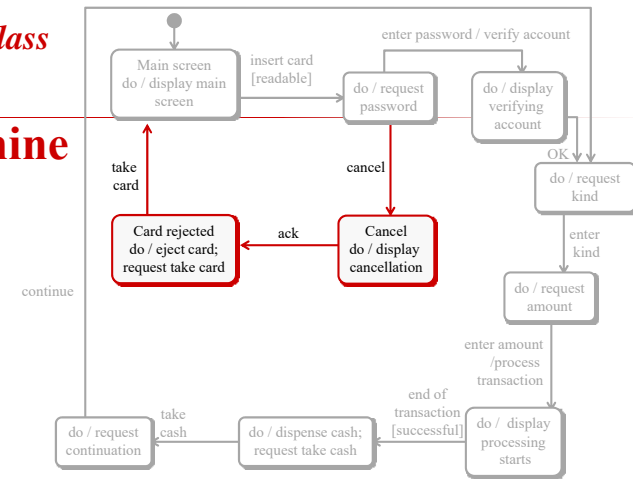 lass
enter password / verify account
Main screen
do / display main
screen
insert card
[readable]
do / request
password
do / display
verifying
account
nine
take
card
cancel
OK
do / request
kind
Card rejected
do / eject card;
request take card
ack
Cancel
do / display
cancellation
enter
kind
continue
do / request
amount
enter amount
/process
transaction
end of
transaction
[successful]
take
cash
do / request
continuation
do / dispense cash;
request take cash
do /  display
processing
starts